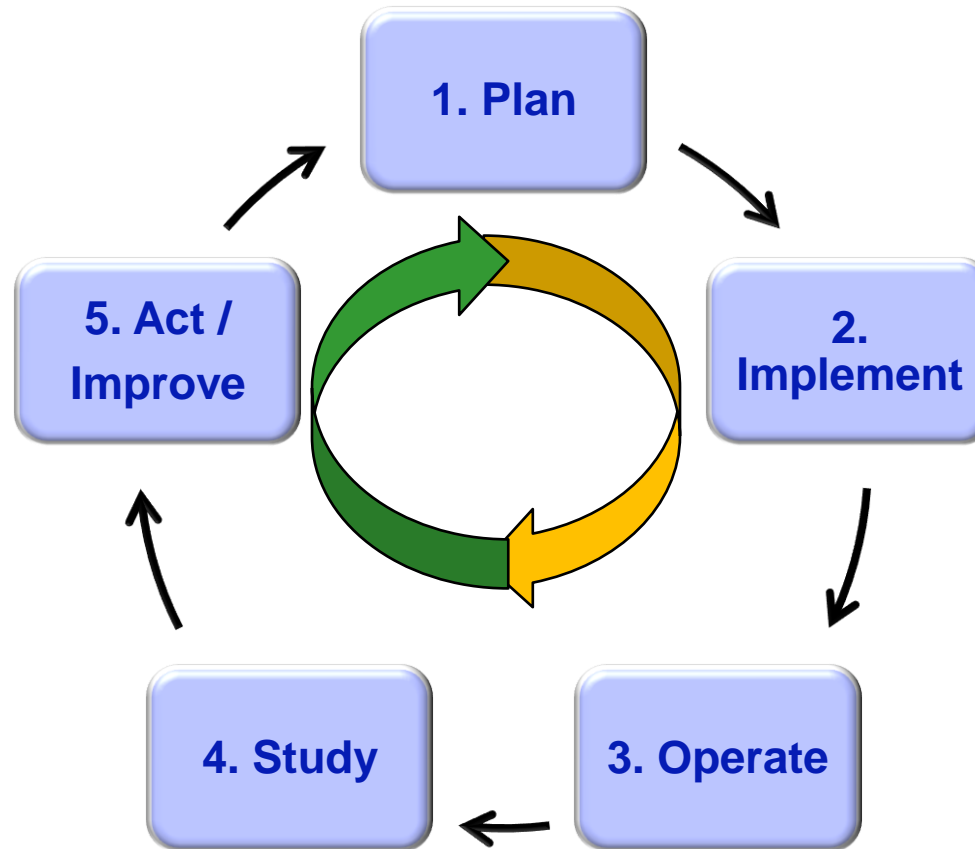 1. Plan
2.
Implement
3. Operate
4. Study
5. Act /
Improve